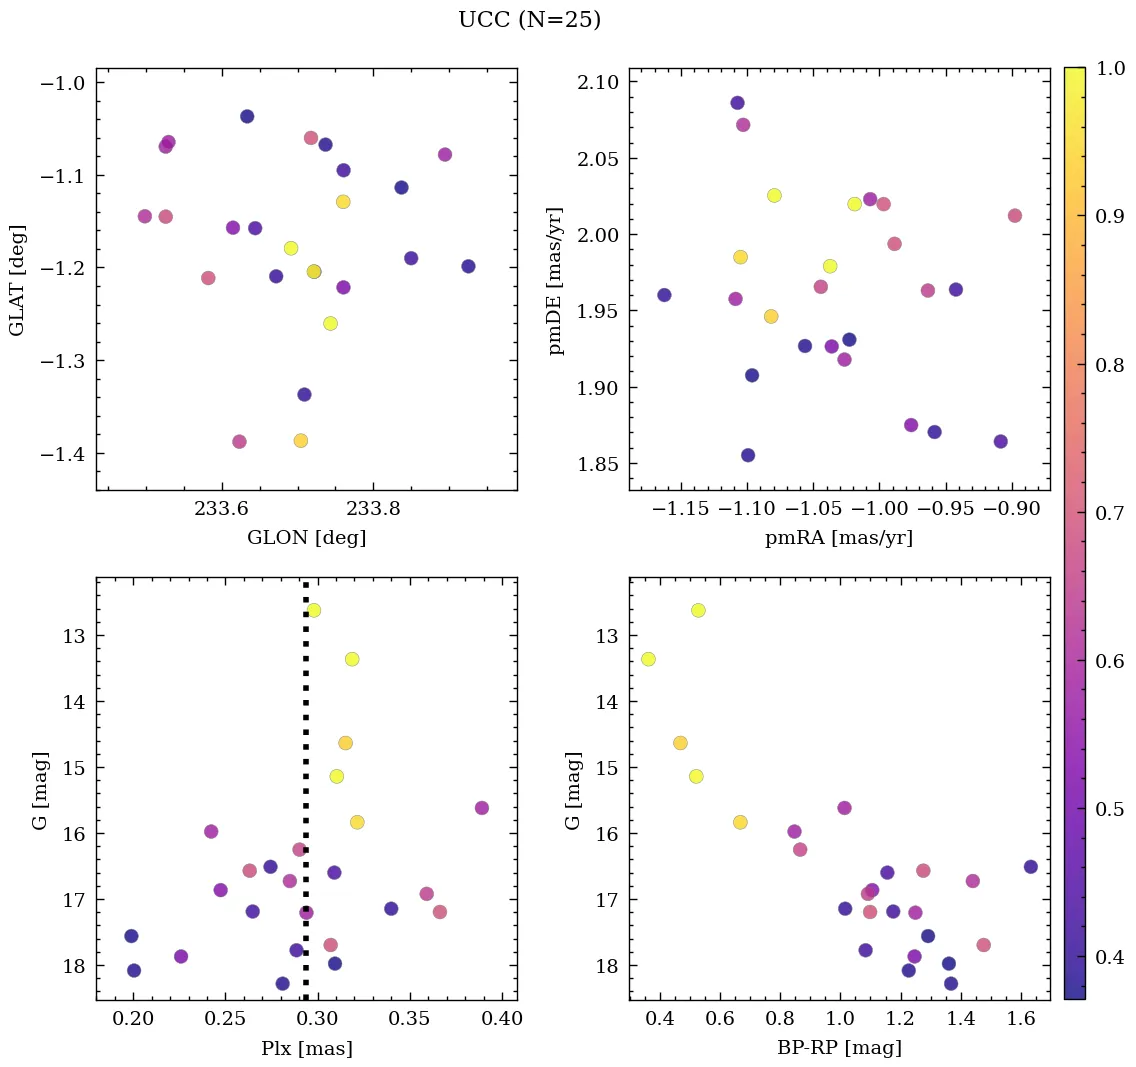 UCC (N=25)
−1.0
−1.1
−1.2
−1.3
−1.4
GLAT [deg]
233.6 233.8
GLON [deg]
2.10
2.05
2.00
1.95
1.90
1.85
pmDE [mas/yr]
−1.15 −1.10 −1.05 −1.00 −0.95 −0.90
pmRA [mas/yr]
13
14
15
16
17
18
G [mag]
0.20 0.25 0.30 0.35 0.40
Plx [mas]
13
14
15
16
17
18
G [mag]
0.4 0.6 0.8 1.0 1.2 1.4 1.6
BP-RP [mag]
1.0
0.9
0.8
0.7
0.6
0.5
0.4